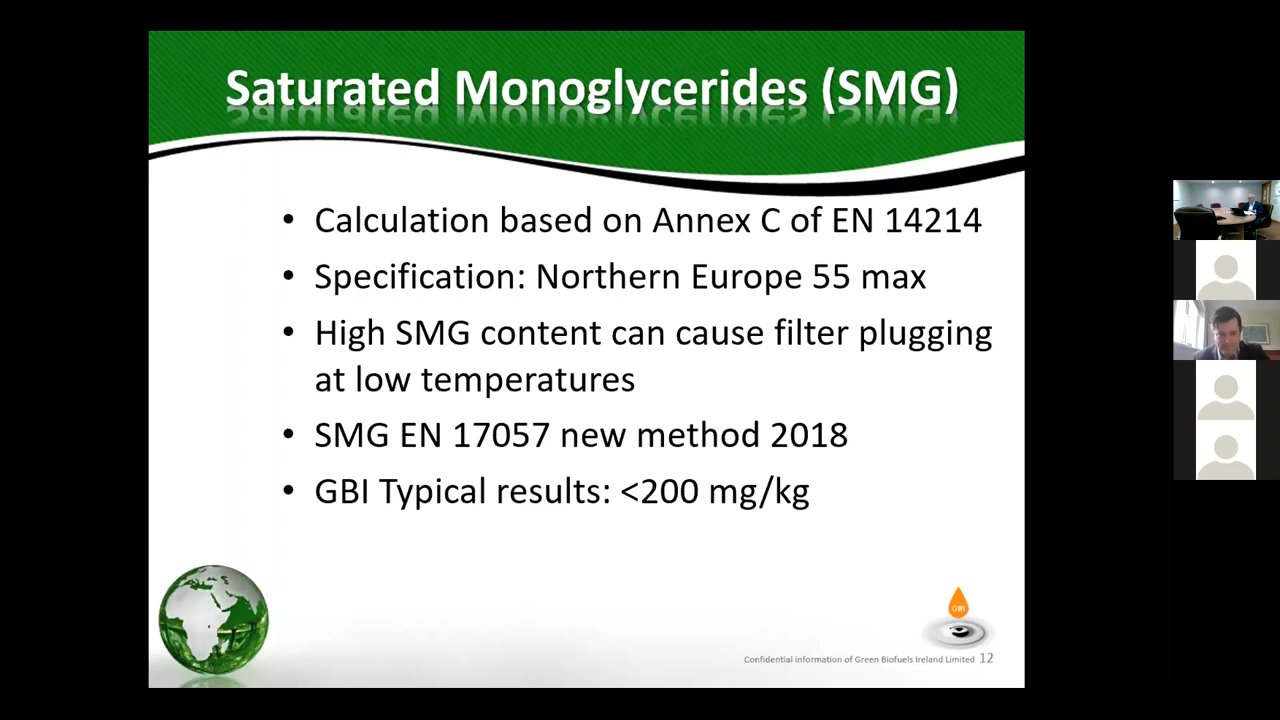 Saturated Monoglycerides (SMG)
• Calculation based on Annex C of EN 14214
• Specification: Northern Europe 55 max
• High SMG content can cause filter plugging
at low temperatures
• SMG EN 17057 new method 2018
• GBI Typical results: <200 mg/kg
GBI
Confidential information of Green Biofuels Ireland Limited 12